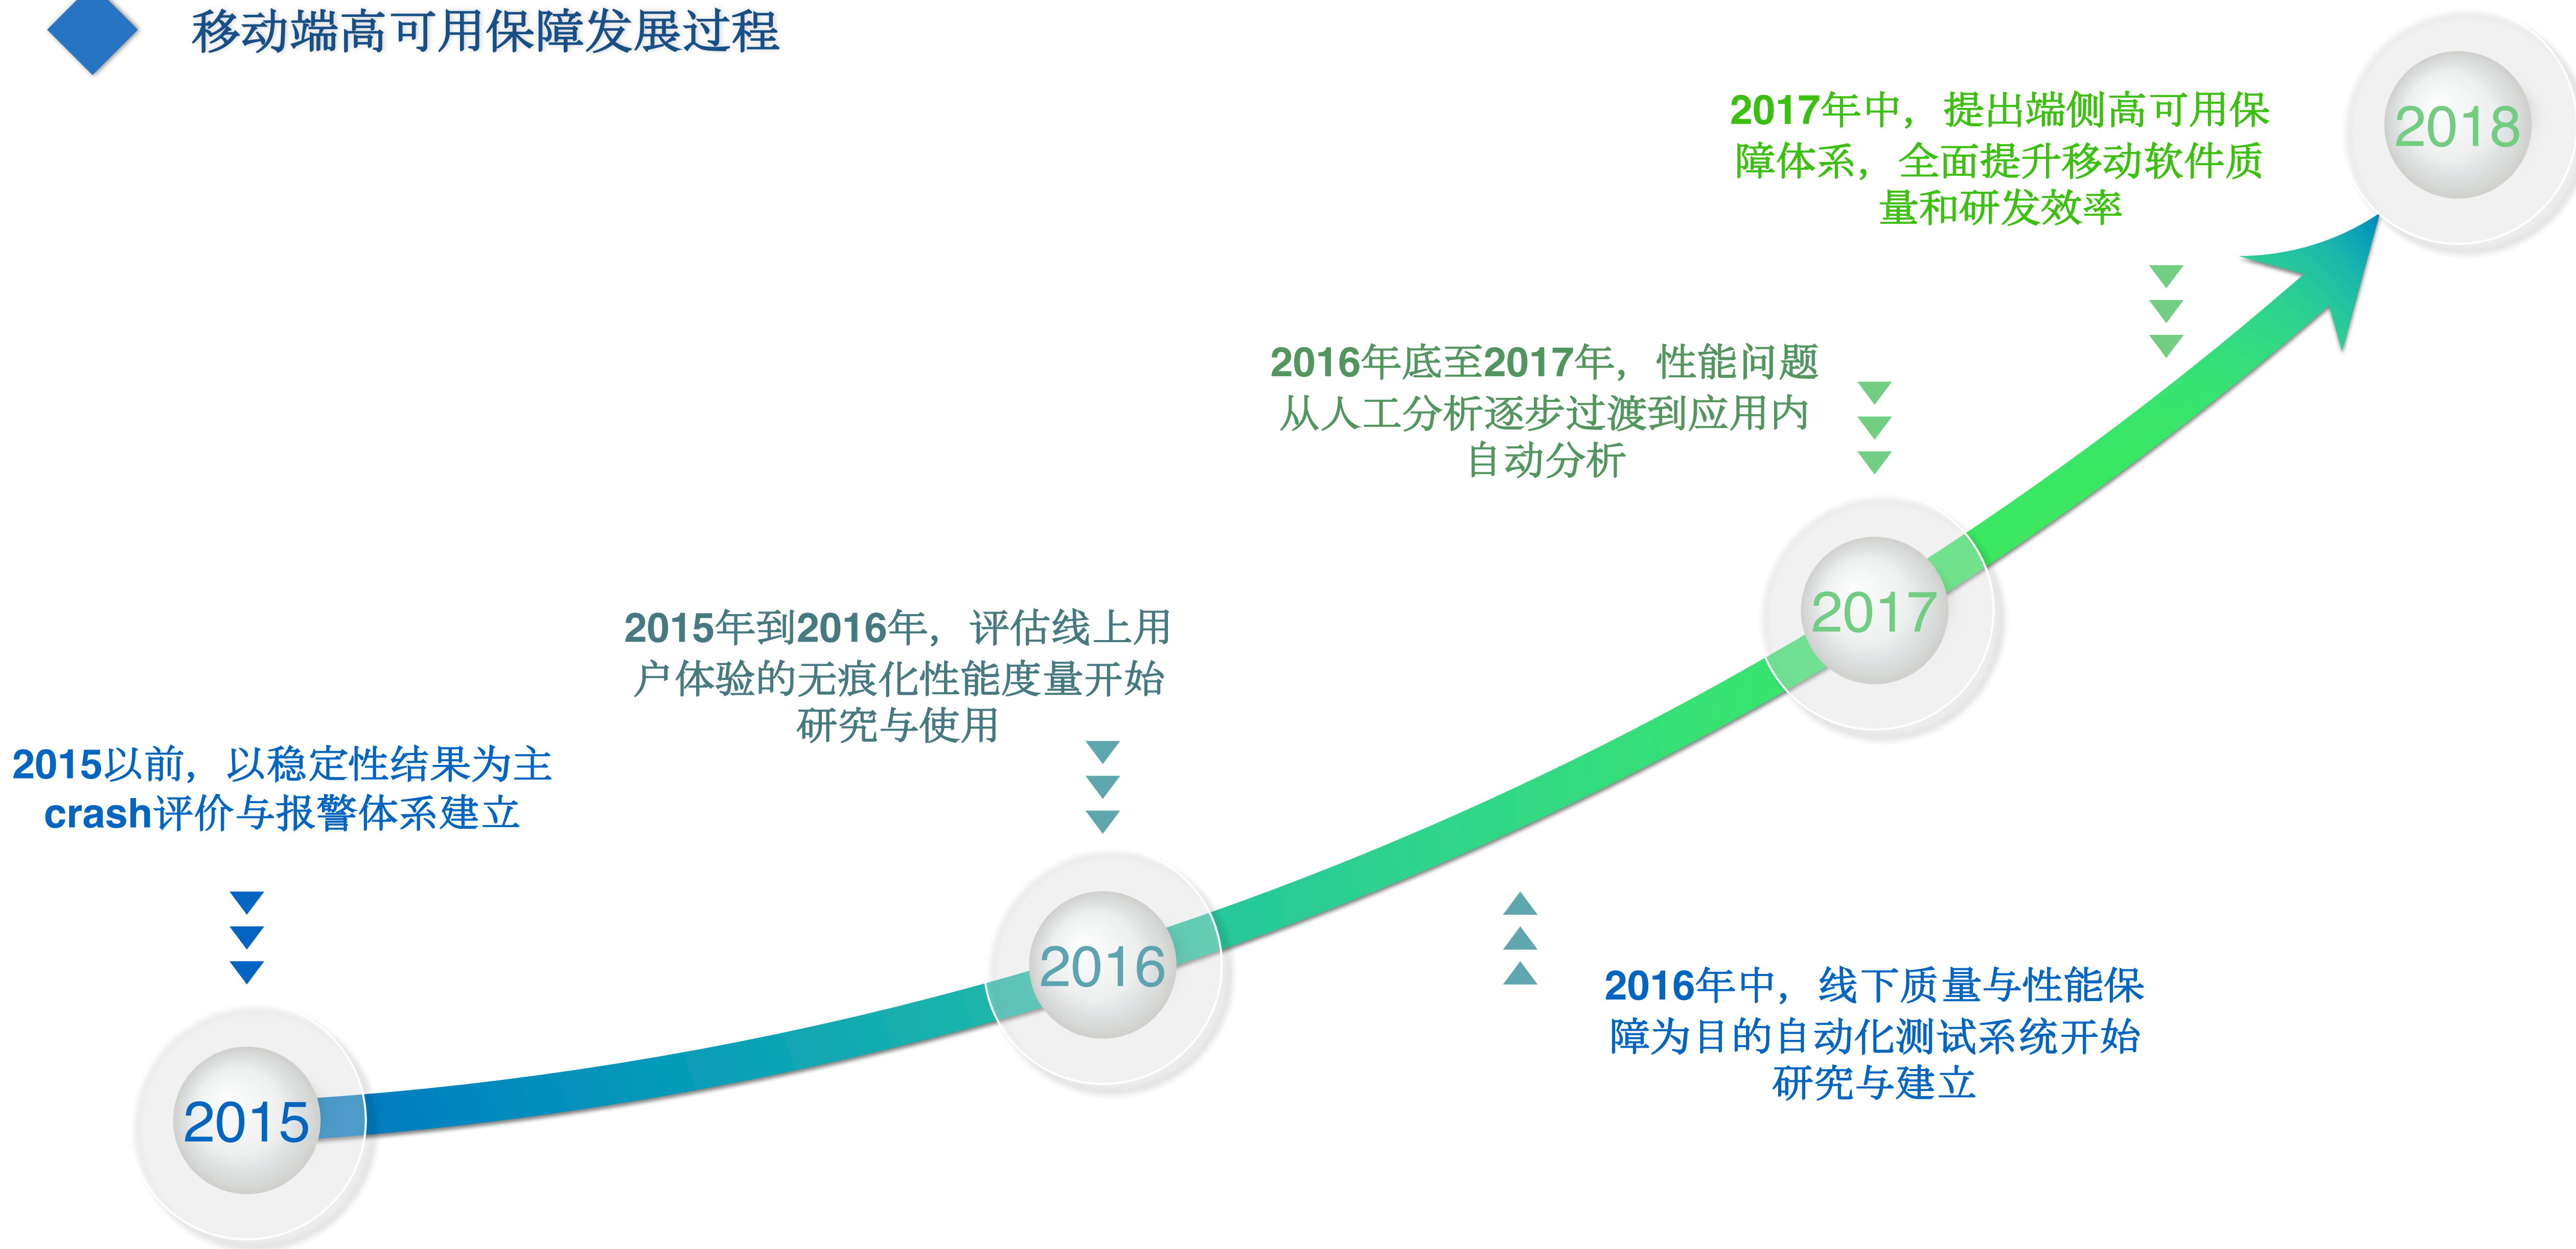 移动端高可用保障发展过程
2015以前，以稳定性结果为主
crash评价与报警体系建立
2015
2015年到2016年，评估线上用
户体验的无痕化性能度量开始
研究与使用
2016
2016年中，线下质量与性能保
障为目的自动化测试系统开始
研究与建立
2016年底至2017年，性能问题
从人工分析逐步过渡到应用内
自动分析
2017
2017年中，提出端侧高可用保
障体系，全面提升移动软件质
量和研发效率
2018